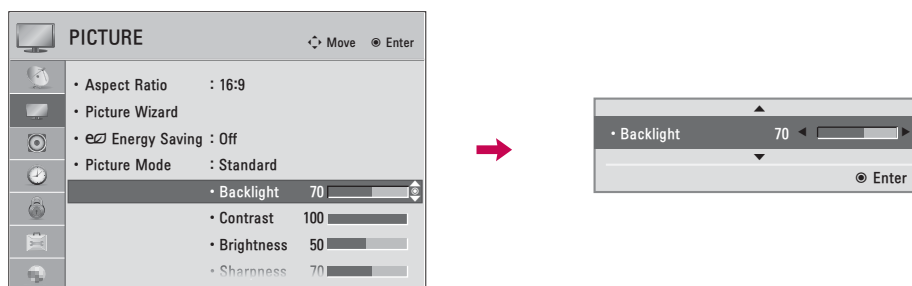 PICTURE
Move Enter
• Aspect Ratio : 16:9
• Picture Wizard
• eco Energy Saving : Off
• Picture Mode : Standard
• Backlight 70
• Contrast 100
• Brightness 50
• Sharpness 70
• Backlight 70
Enter